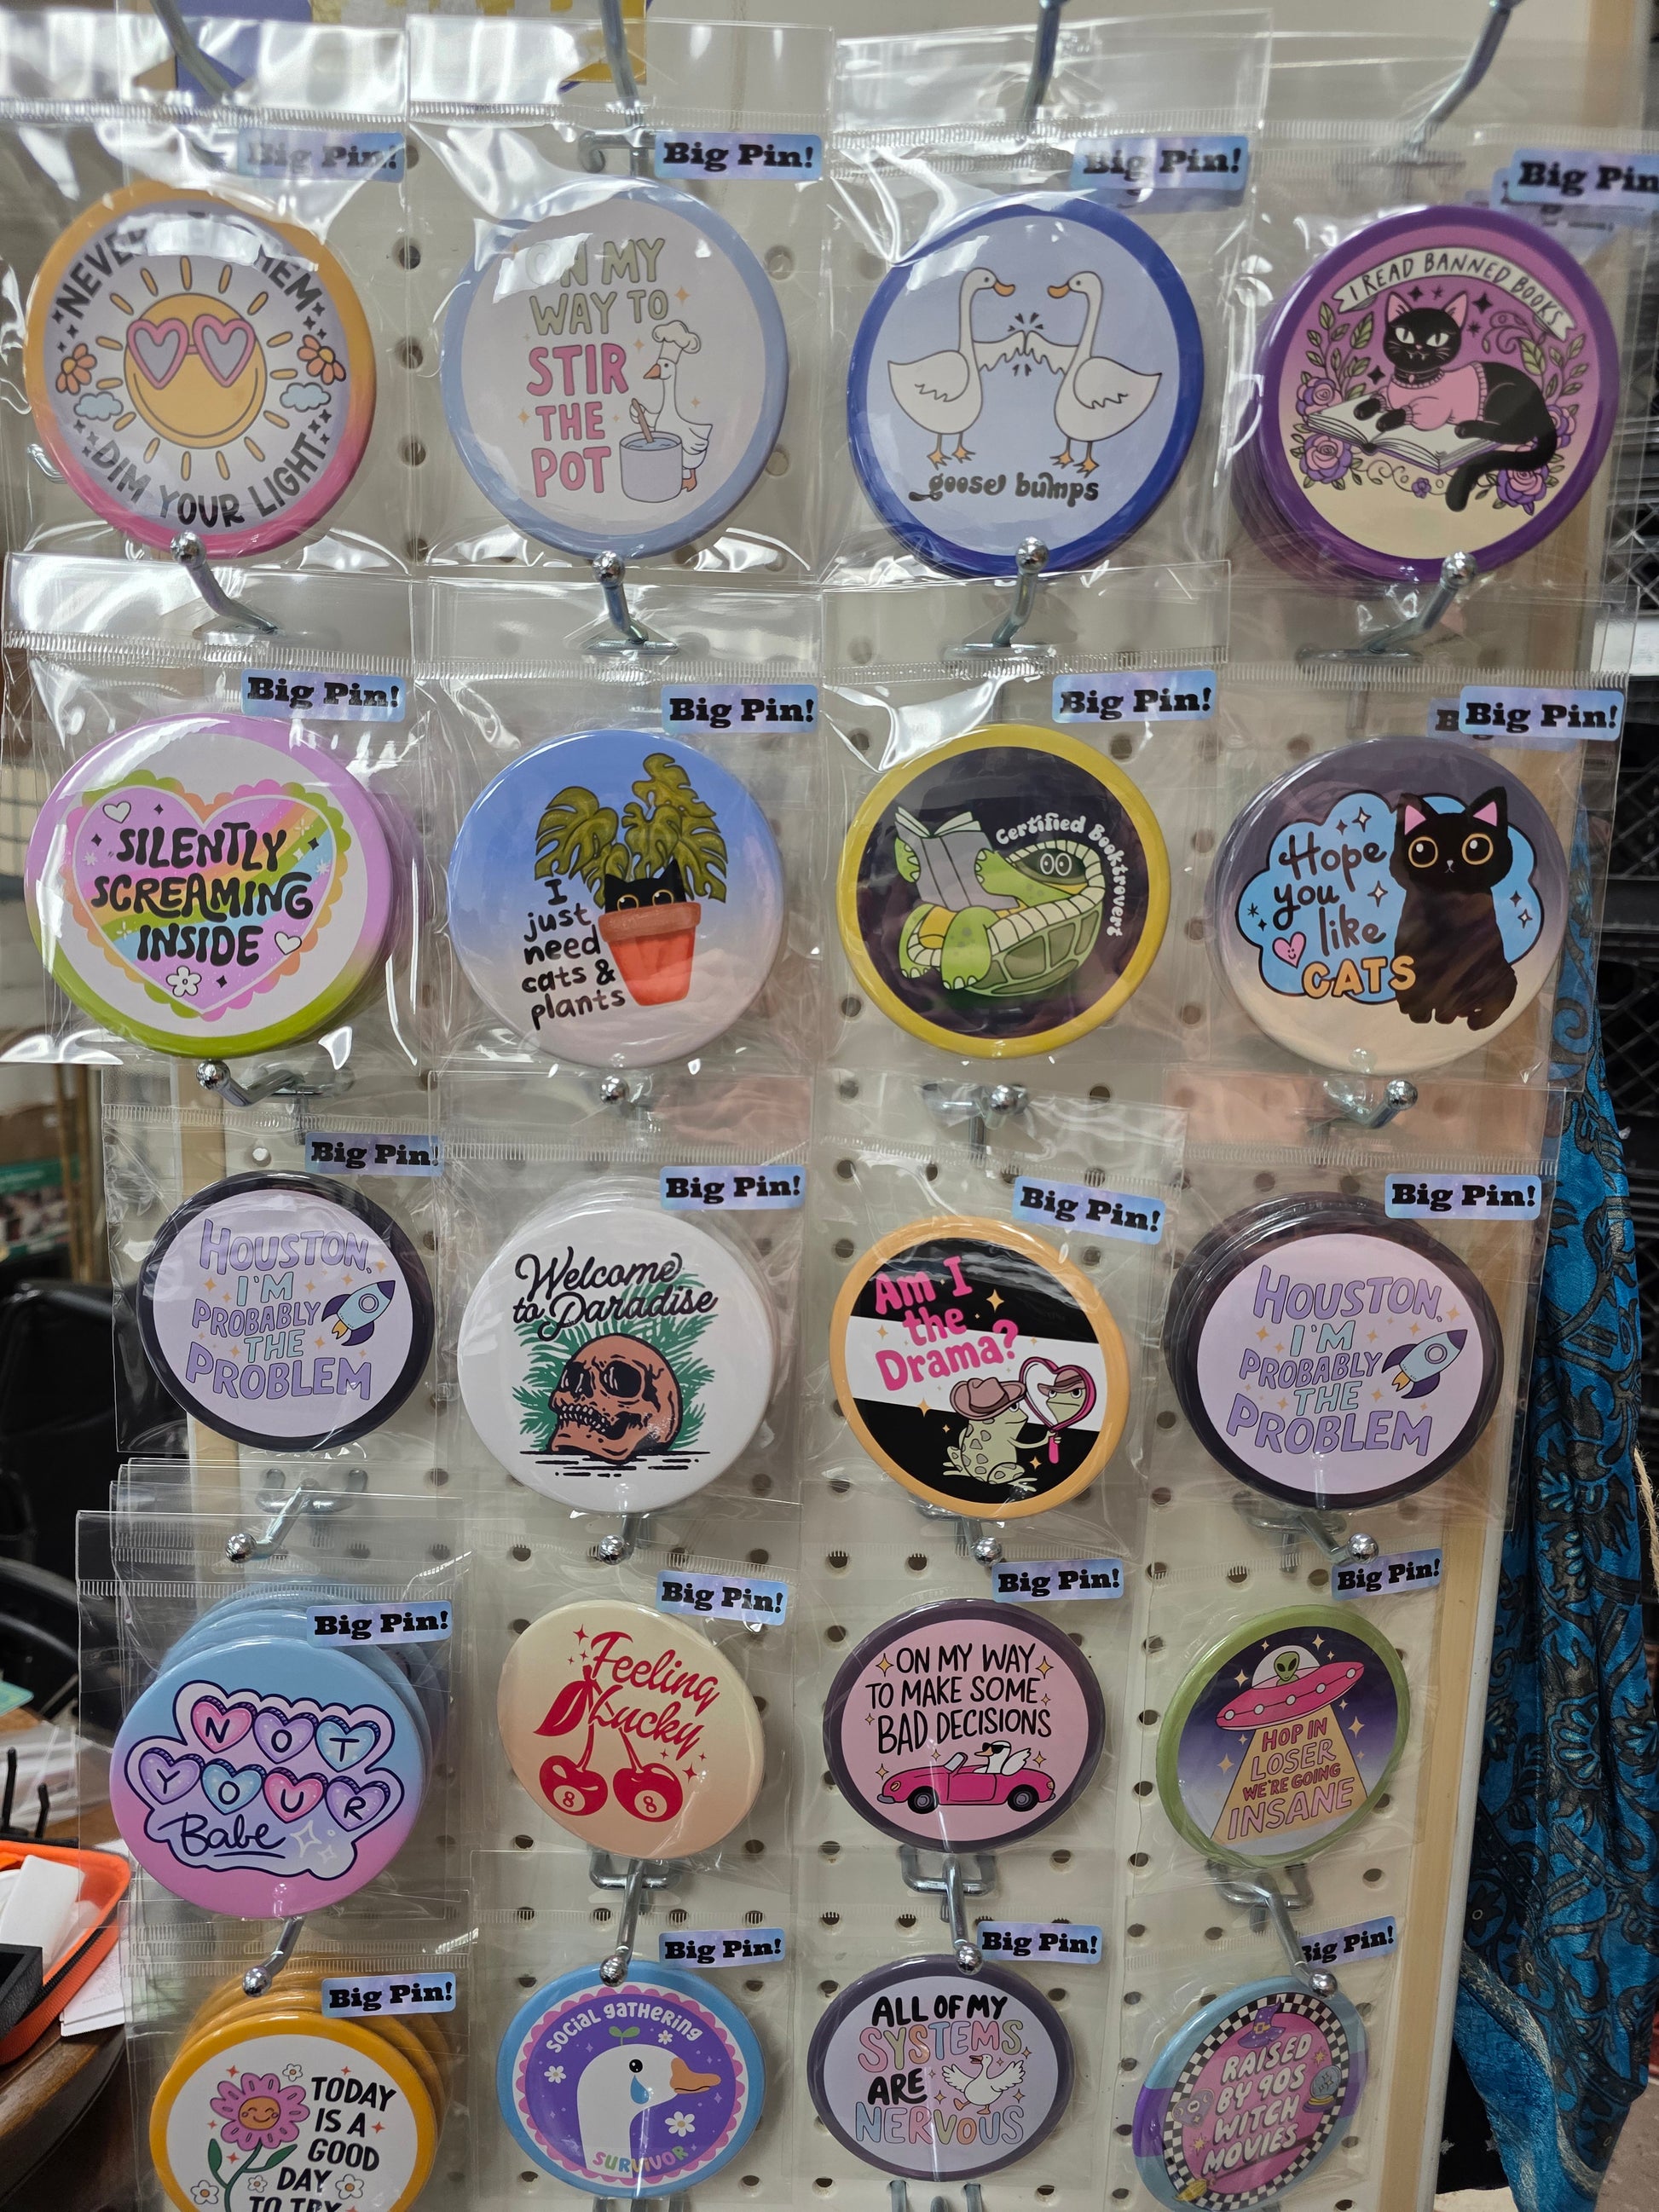 Big Pin!
NEVER
DIM YOUR LIGHT
Big Pin!
ON MY
WAY TO
STIR
THE
POT
Big Pin!
goose bumps
Big Pin
I READ BANNED BOOKS
Big Pin!
SILENTLY
SCREAMING
INSIDE
Big Pin!
I
just
need
cats &
plants
Big Pin!
Certified Booktrovert
Big Pin!
Hope
you
like
CATS
Big Pin!
HOUSTON,
I'M
PROBABLY
THE
PROBLEM
Big Pin!
Welcome
to Paradise
Big Pin!
Am I
the
Drama?
Big Pin!
HOUSTON,
I'M
PROBABLY
THE
PROBLEM
Big Pin!
NOT
YOUR
Babe
Big Pin!
Feeling
Lucky
8 8
Big Pin!
ON MY WAY
TO MAKE SOME
BAD DECISIONS
Big Pin!
HOP IN
LOSER
WE'RE GOING
INSANE
Big Pin!
TODAY
IS A
GOOD
DAY
TO TRY
Big Pin!
SOCIAL GATHERING
SURVIVOR
Big Pin!
ALL OF MY
SYSTEMS
ARE
NERVOUS
Big Pin!
RAISED
BY 90S
WITCH
MOVIES